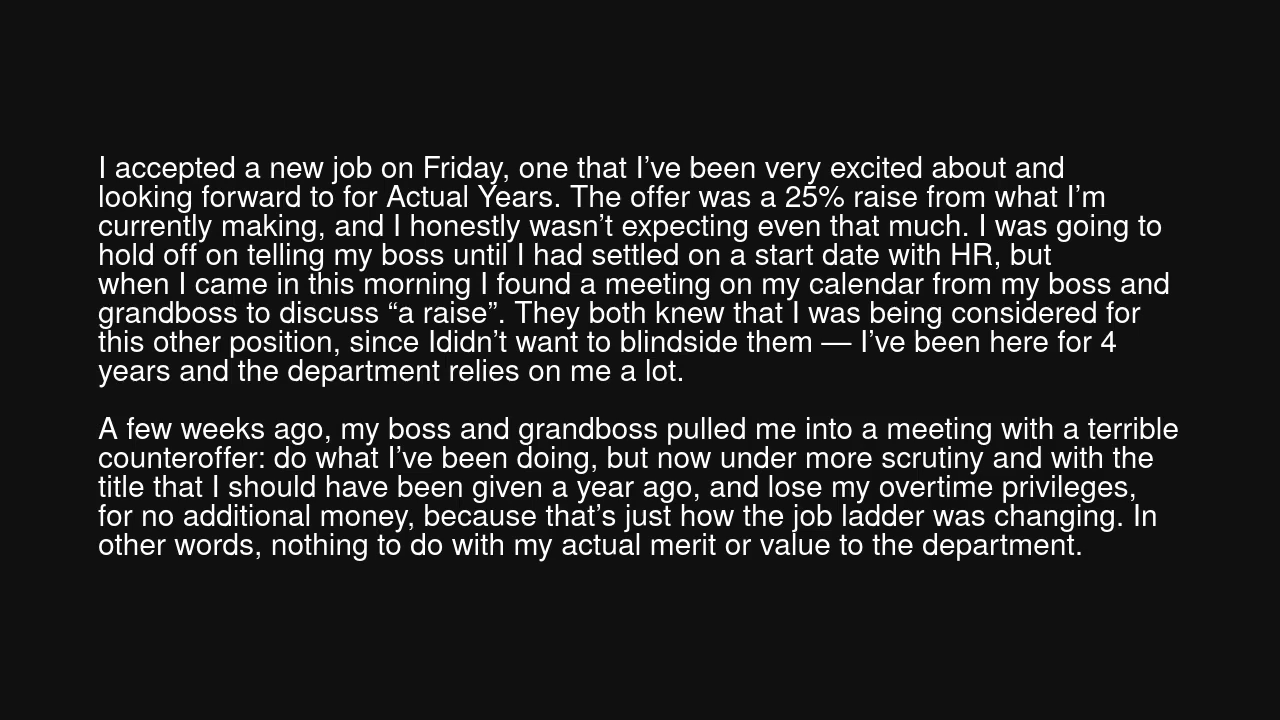 I accepted a new job on Friday, one that I’ve been very excited about and
looking forward to for Actual Years. The offer was a 25% raise from what I’m
currently making, and I honestly wasn’t expecting even that much. I was going to
hold off on telling my boss until I had settled on a start date with HR, but
when I came in this morning I found a meeting on my calendar from my boss and
grandboss to discuss “a raise”. They both knew that I was being considered for
this other position, since Ididn’t want to blindside them — I’ve been here for 4
years and the department relies on me a lot.
A few weeks ago, my boss and grandboss pulled me into a meeting with a terrible
counteroffer: do what I’ve been doing, but now under more scrutiny and with the
title that I should have been given a year ago, and lose my overtime privileges,
for no additional money, because that’s just how the job ladder was changing. In
other words, nothing to do with my actual merit or value to the department.